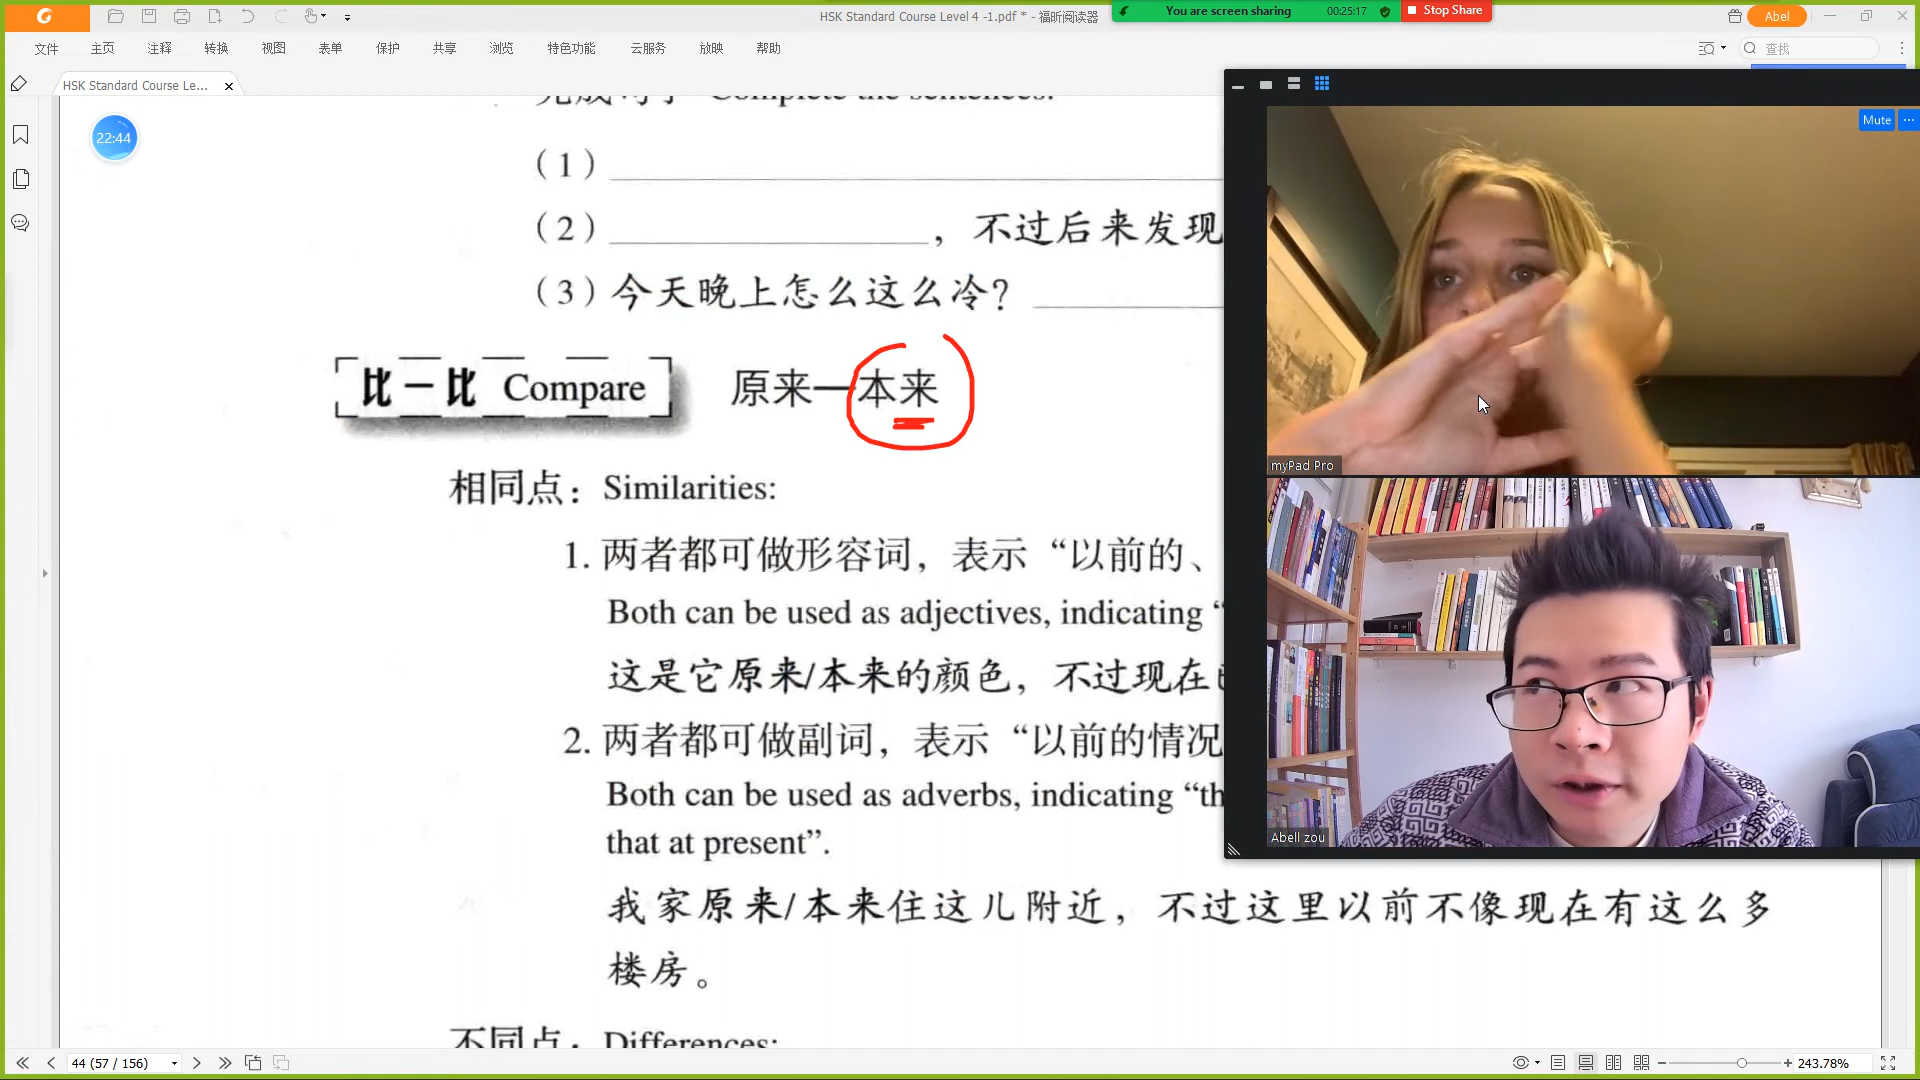 HSK Standard Course Level 4 -1.pdf * - 福昕阅读器
You are screen sharing
00:25:17
Stop Share
Abel
文件 主页 注释 转换 视图 表单 保护 共享 浏览 特色功能 云服务 放映 帮助
查找
HSK Standard Course Le...
22:44
完成句子 Complete the sentences.
（1）
（2） ，不过后来发现
（3）今天晚上怎么这么冷？
比一比 Compare 原来—本来
相同点：Similarities:
1. 两者都可做形容词，表示“以前的、
Both can be used as adjectives, indicating “
这是它原来/本来的颜色，不过现在
2. 两者都可做副词，表示“以前的情况
Both can be used as adverbs, indicating “th
that at present”.
我家原来/本来住这儿附近，不过这里以前不像现在有这么多
楼房。
不同点：Differences:
Mute
myPad Pro
Abell zou
44 (57 / 156)
243.78%